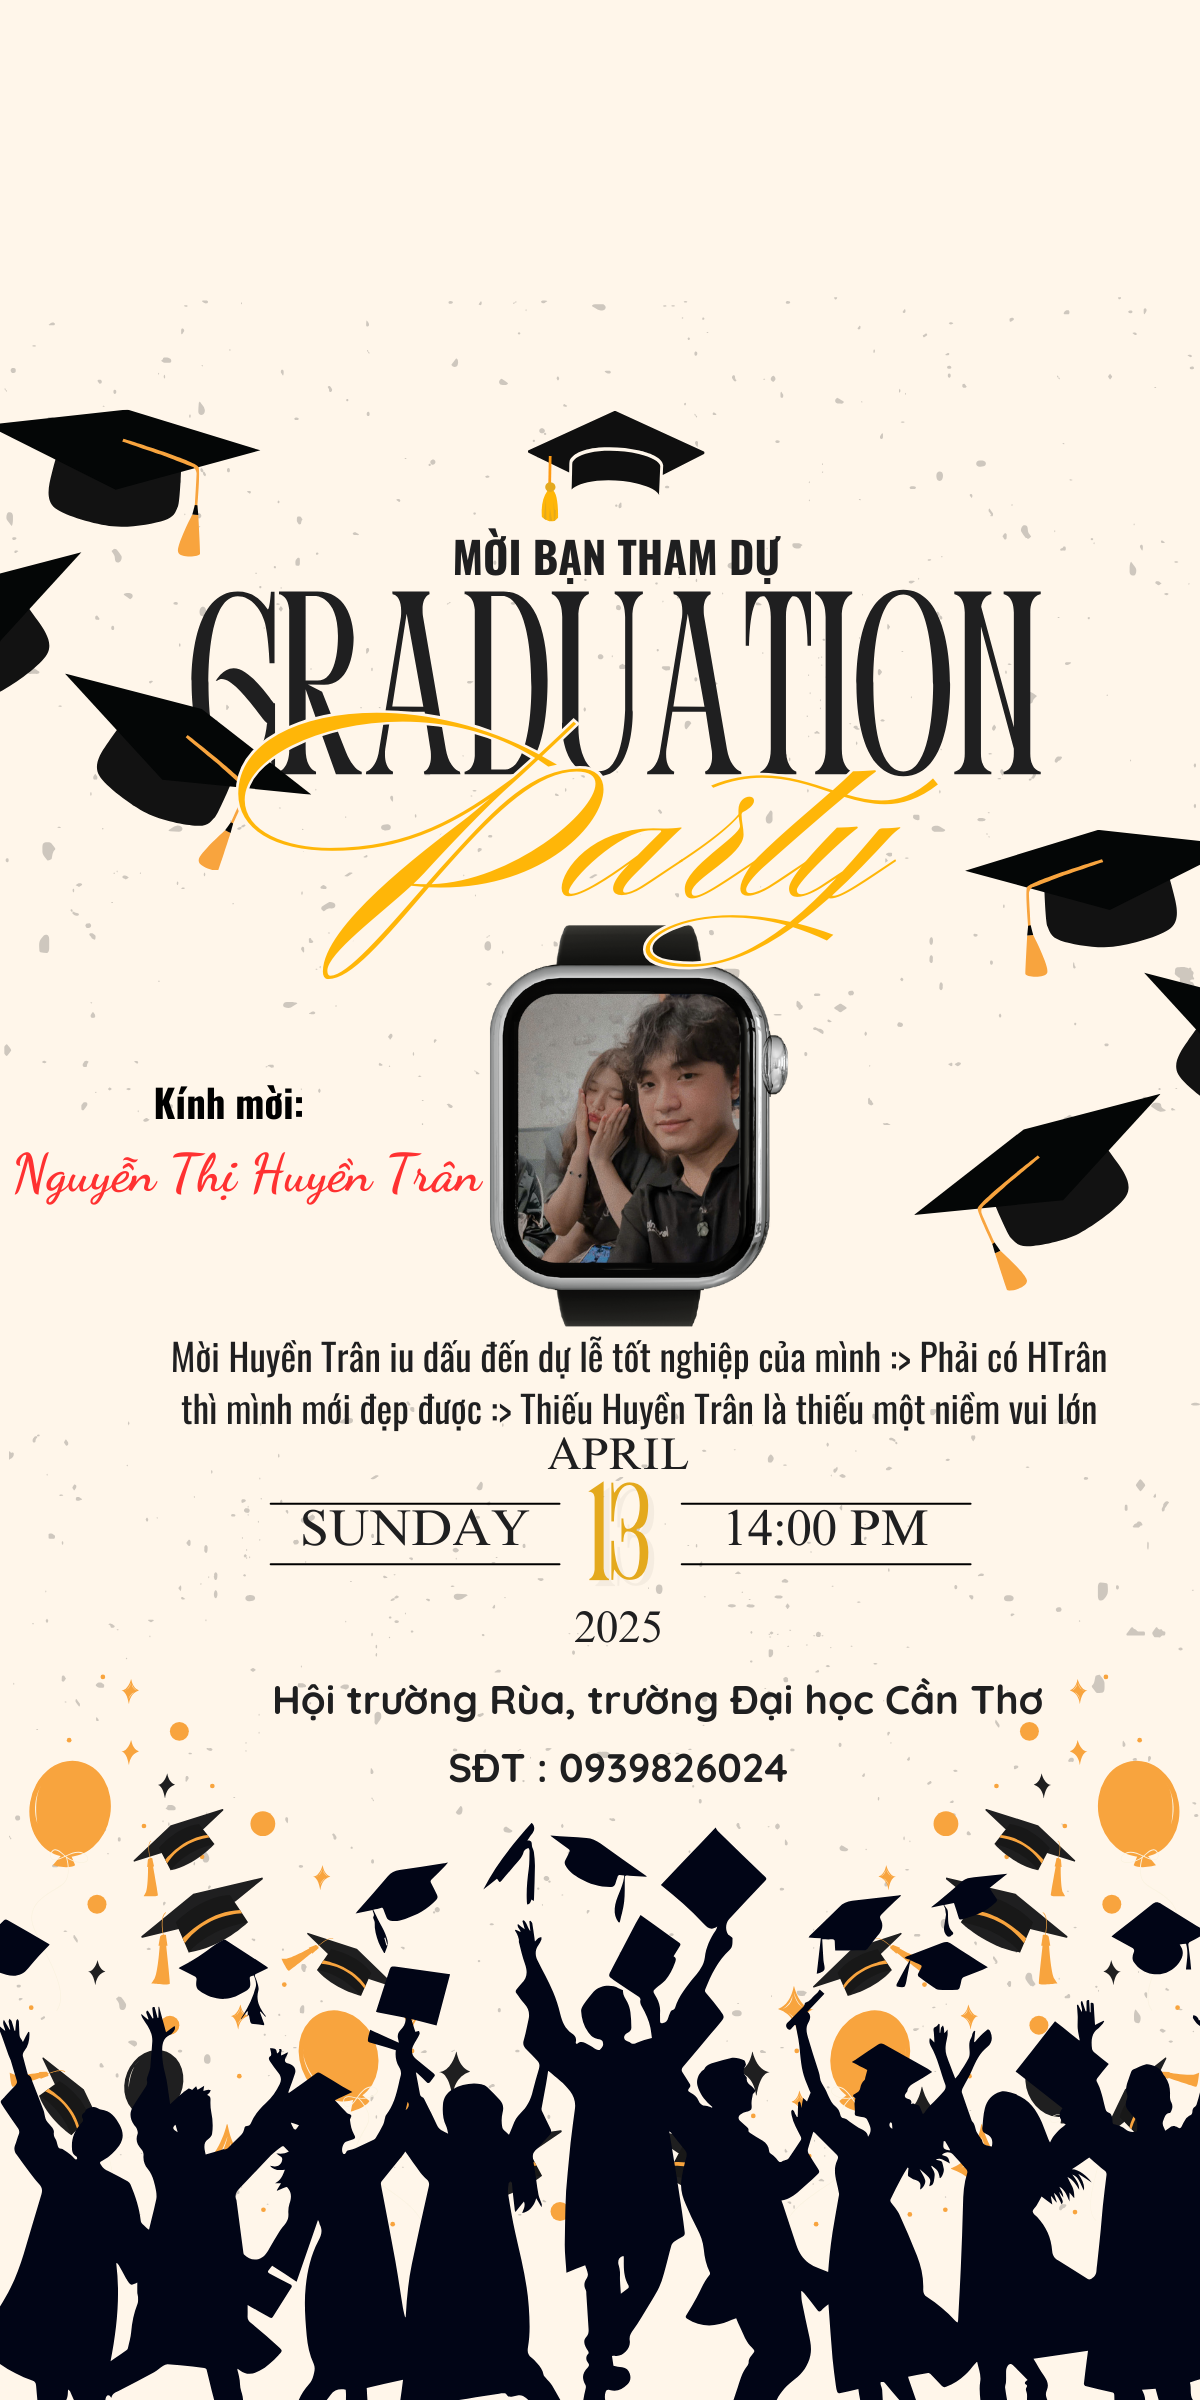 MỜI BẠN THAM DỰ
GRADUATION
Party
Kính mời:
Nguyễn Thị Huyền Trân
Mời Huyền Trân iu dấu đến dự lễ tốt nghiệp của mình :> Phải có HTrân
thì mình mới đẹp được :> Thiếu Huyền Trân là thiếu một niềm vui lớn
APRIL
SUNDAY 13 14:00 PM
2025
Hội trường Rùa, trường Đại học Cần Thơ
SĐT : 0939826024